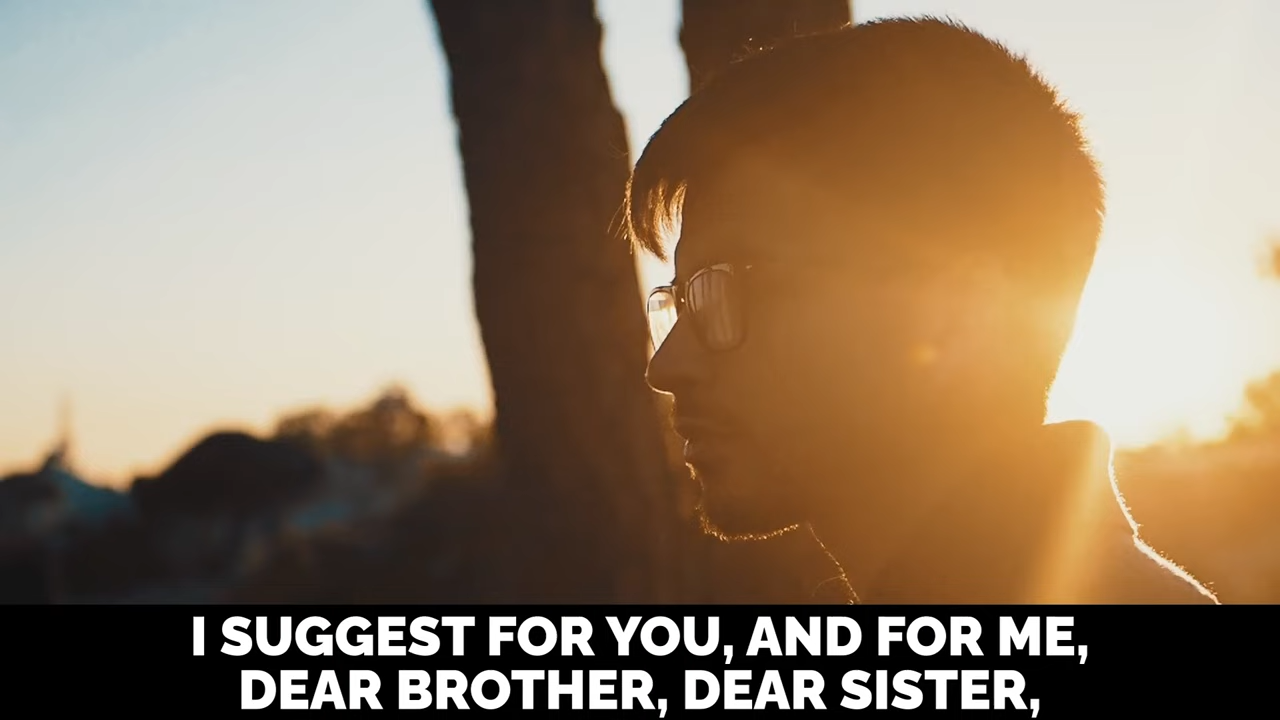 I SUGGEST FOR YOU, AND FOR ME,
DEAR BROTHER, DEAR SISTER,